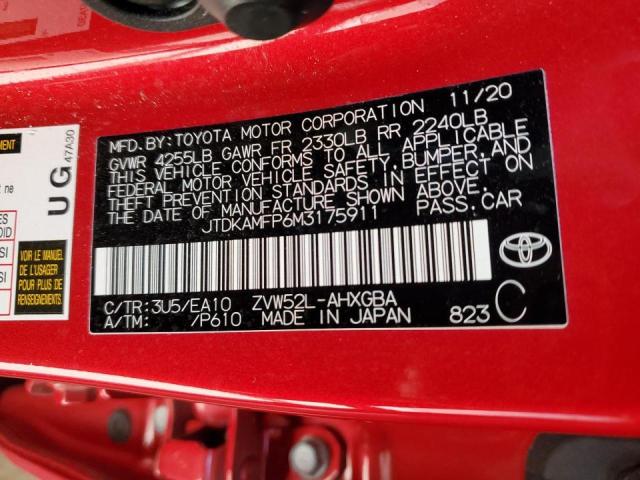 MFD. BY: TOYOTA MOTOR CORPORATION 11/20
GVWR 4255LB GAWR FR 2330LB RR 2240LB
THIS VEHICLE CONFORMS TO ALL APPLICABLE
FEDERAL MOTOR VEHICLE SAFETY, BUMPER, AND
THEFT PREVENTION STANDARDS IN EFFECT ON
THE DATE OF MANUFACTURE SHOWN ABOVE.
JTDKAMFP6M3175911 PASS. CAR
C/TR: 3U5/EA10 ZVW52L-AHXGBA
A/TM: /P610 MADE IN JAPAN 823 C
TOYOTA
UG
47A30
VOIR LE MANUEL
DE L'USAGER
POUR PLUS
D'INFORMATIONS